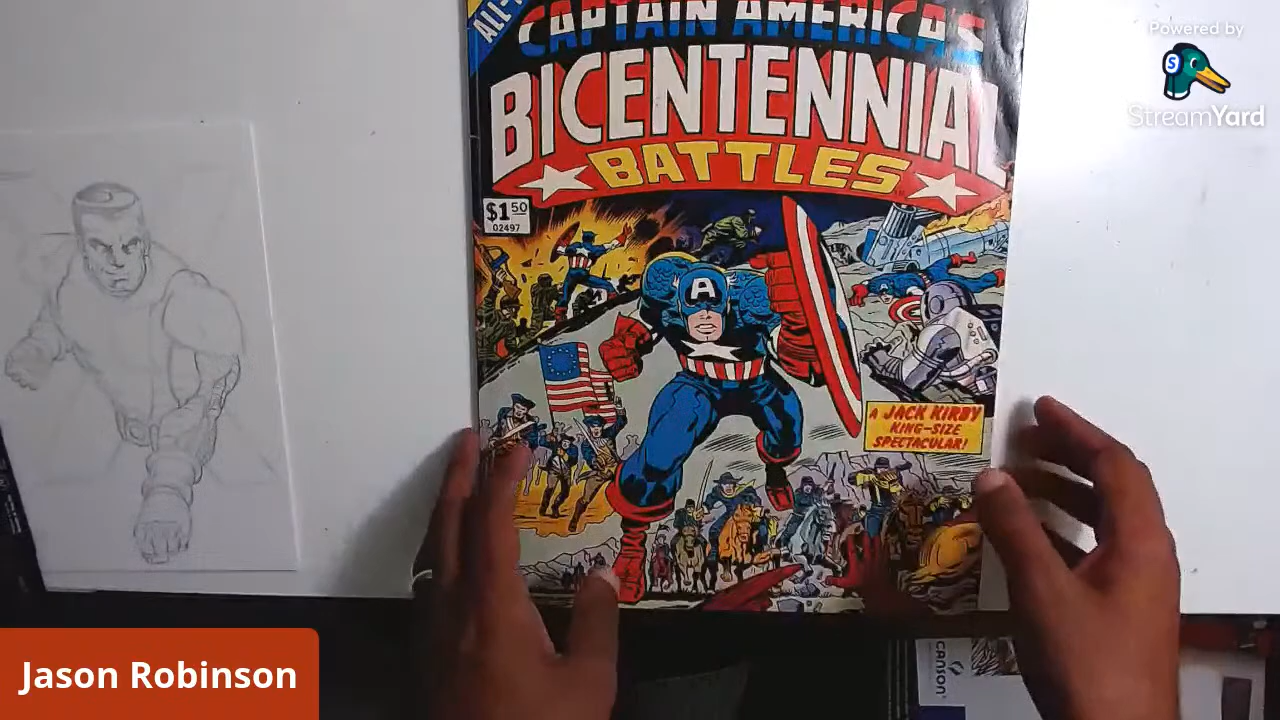 Powered by
StreamYard
S
ALL-
CAPTAIN AMERICA'S
BICENTENNIAL
BATTLES
$1.50
02497
A
A JACK KIRBY
KING-SIZE
SPECTACULAR!
CANSON
Jason Robinson